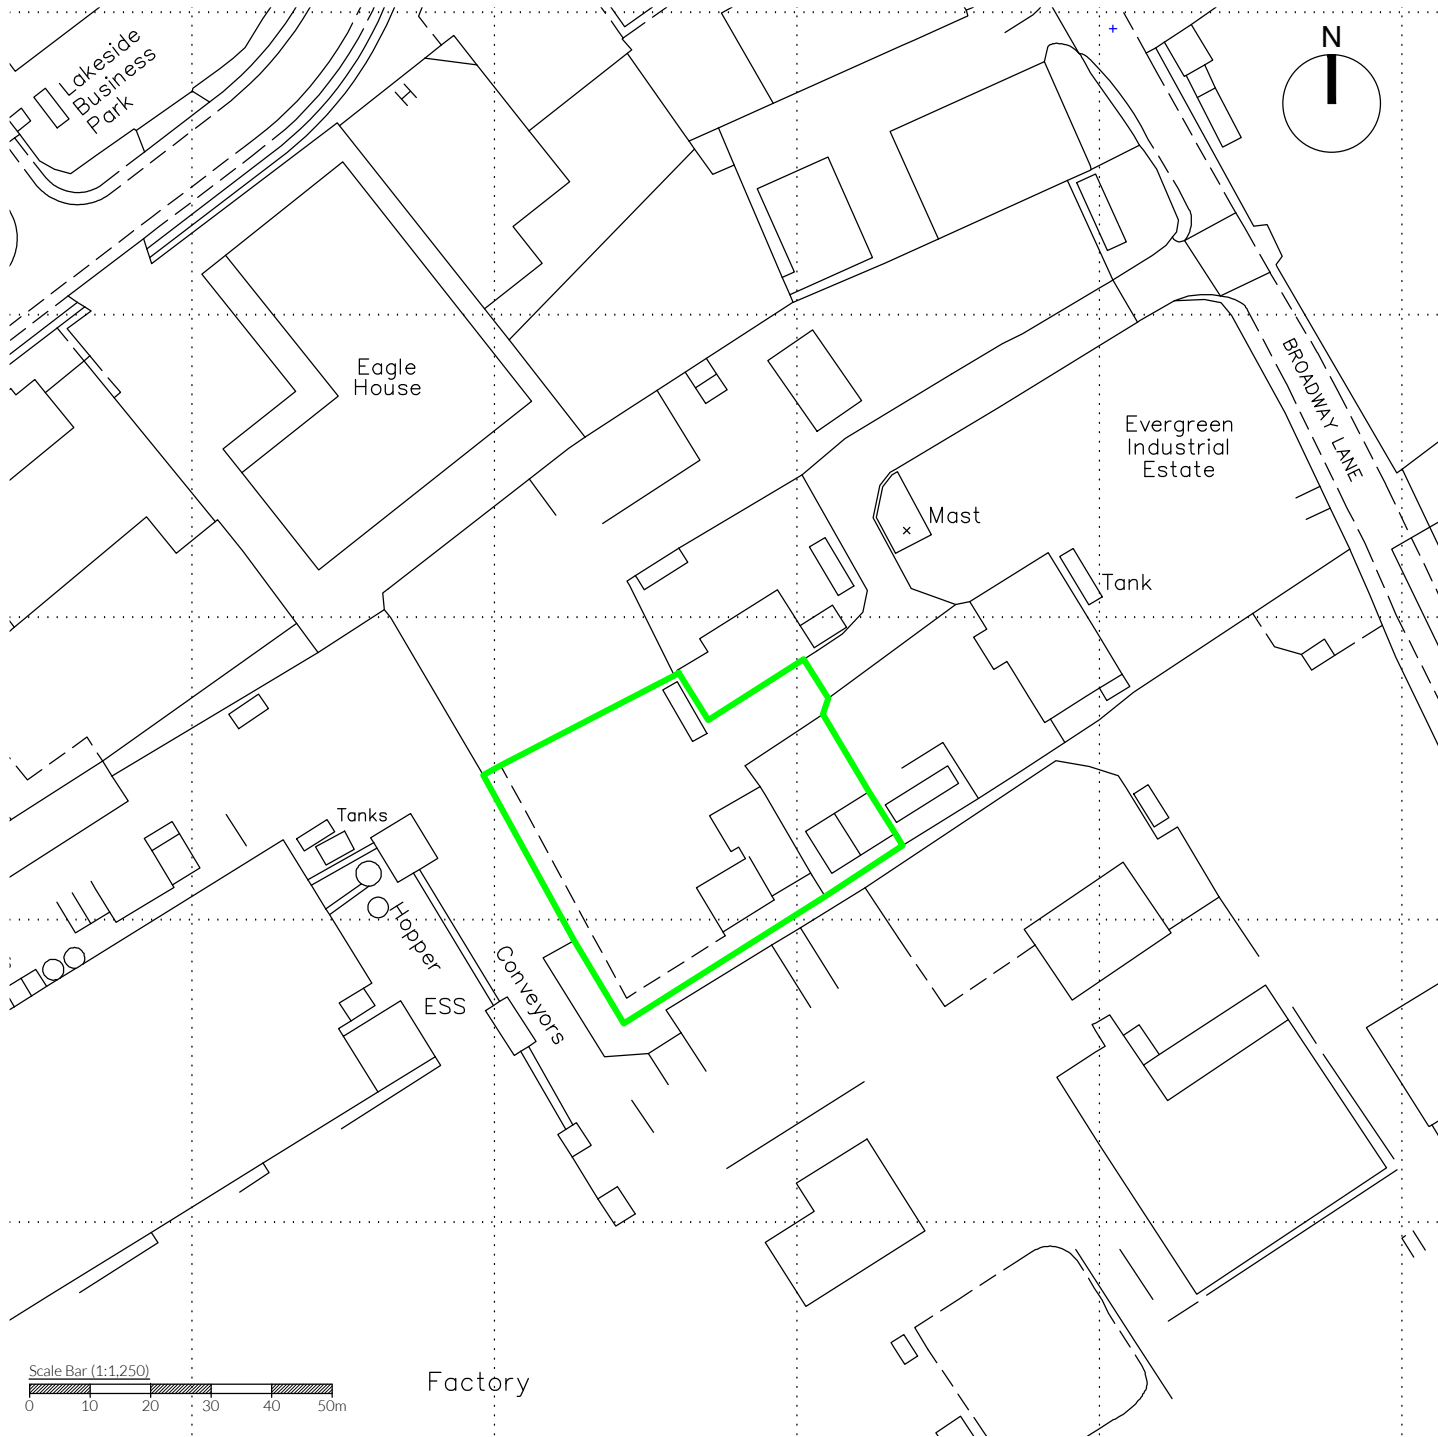 Lakeside
Business
Park
H
N
Eagle
House
BROADWAY LANE
Evergreen
Industrial
Estate
Mast
Tank
Tanks
Hopper
Conveyors
ESS
Scale Bar (1:1,250)
0 10 20 30 40 50m
Factory